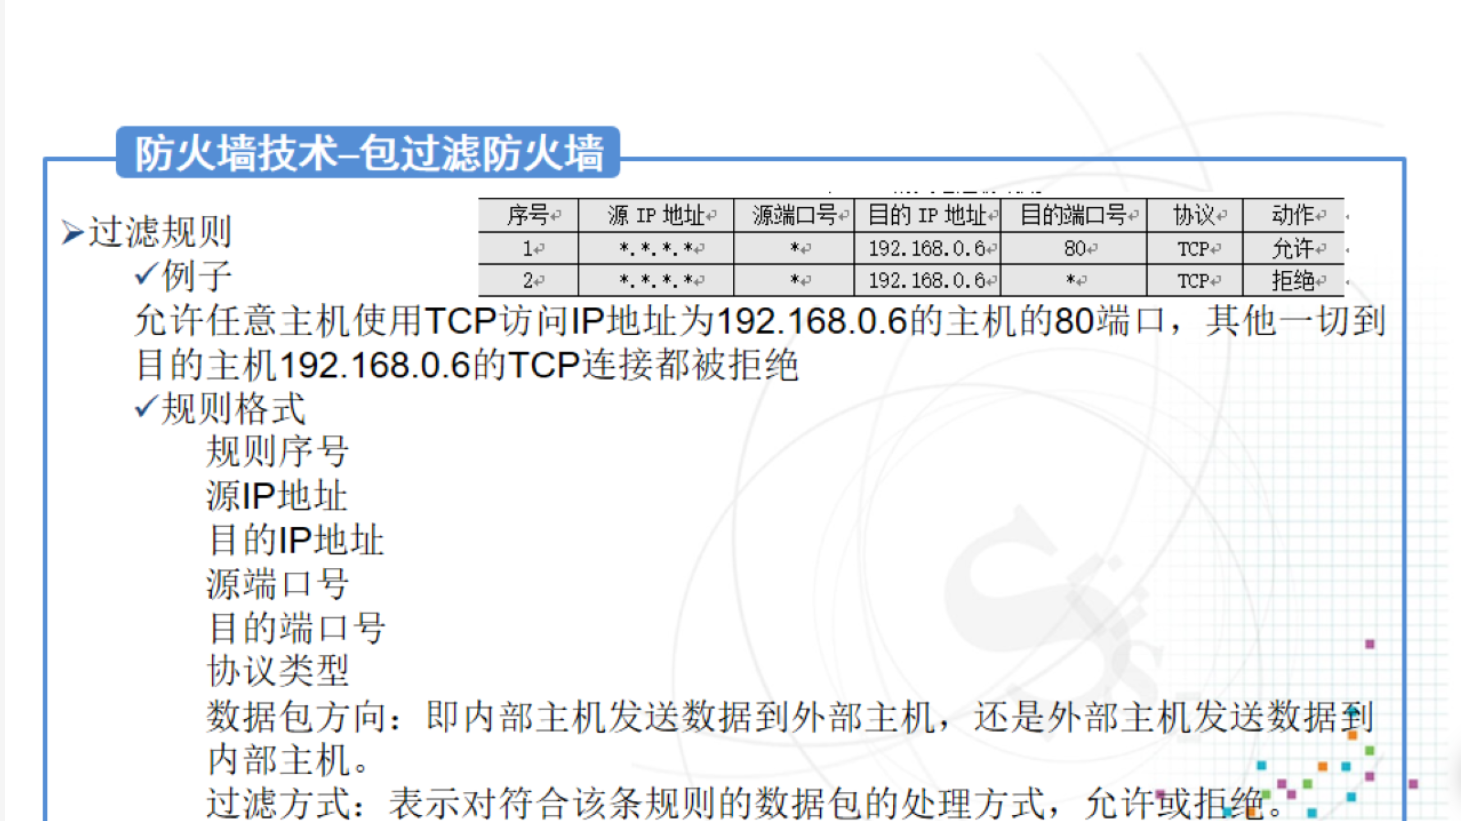 防火墙技术–包过滤防火墙
➢过滤规则
序号 源 IP 地址 源端口号 目的 IP 地址 目的端口号 协议 动作
1 *.*.*.* * 192.168.0.6 80 TCP 允许
2 *.*.*.* * 192.168.0.6 * TCP 拒绝
✓例子
允许任意主机使用TCP访问IP地址为192.168.0.6的主机的80端口，其他一切到
目的主机192.168.0.6的TCP连接都被拒绝
✓规则格式
规则序号
源IP地址
目的IP地址
源端口号
目的端口号
协议类型
数据包方向：即内部主机发送数据到外部主机，还是外部主机发送数据到
内部主机。
过滤方式：表示对符合该条规则的数据包的处理方式，允许或拒绝。